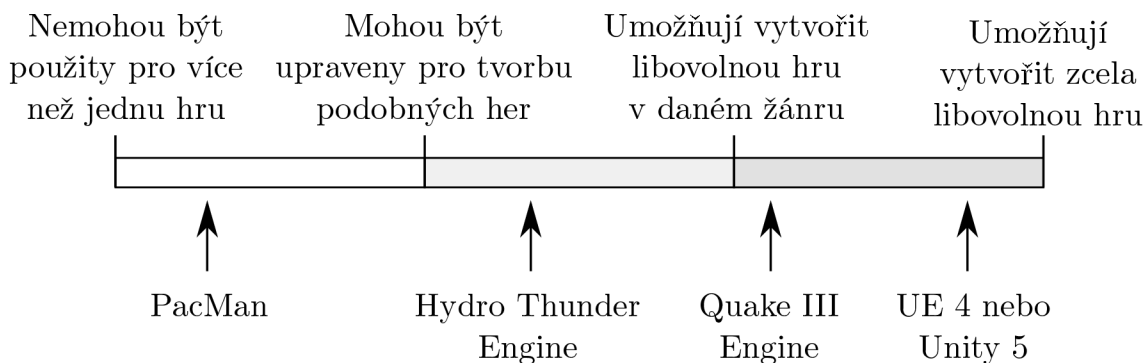 Nemohou být
použity pro více
než jednu hru
Mohou být
upraveny pro tvorbu
podobných her
Umožňují vytvořit
libovolnou hru
v daném žánru
Umožňují
vytvořit zcela
libovolnou hru
PacMan
Hydro Thunder
Engine
Quake III
Engine
UE 4 nebo
Unity 5